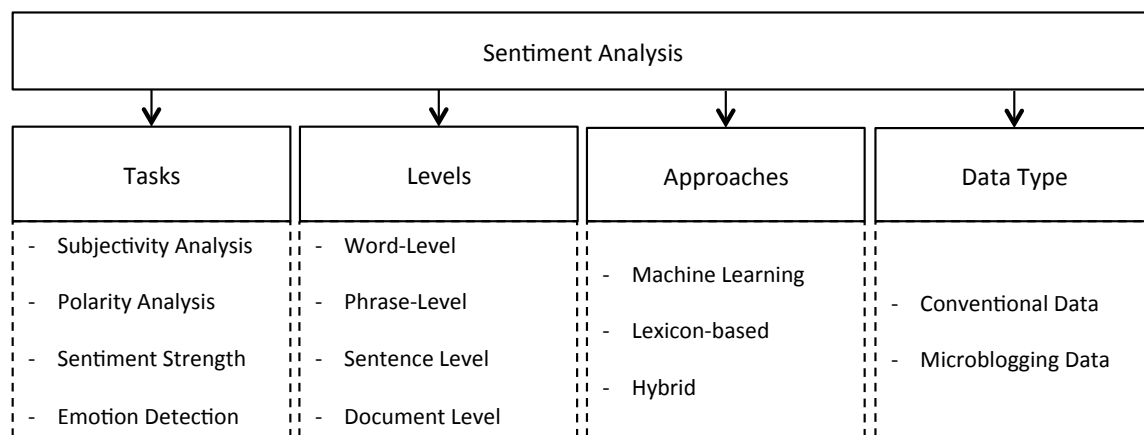 Sentiment Analysis
Tasks
- Subjectivity Analysis
- Polarity Analysis
- Sentiment Strength
- Emotion Detection
Levels
- Word-Level
- Phrase-Level
- Sentence Level
- Document Level
Approaches
- Machine Learning
- Lexicon-based
- Hybrid
Data Type
- Conventional Data
- Microblogging Data